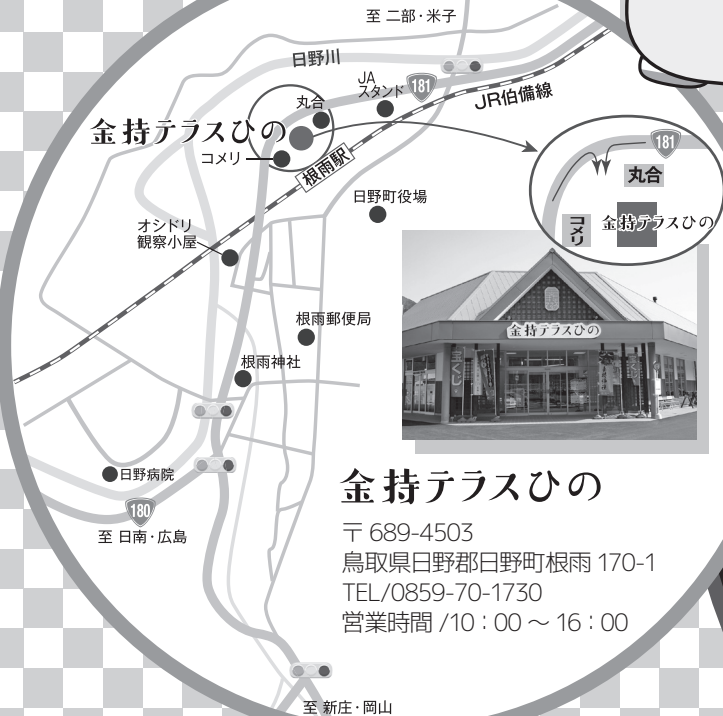 至 二部・米子
日野川
JA
スタンド
181
JR伯備線
丸合
金持テラスひの
コメリ
根雨駅
181
丸合
コメリ
金持テラスひの
日野町役場
オシドリ
観察小屋
根雨郵便局
根雨神社
金持テラスひの
日野病院
180
至 日南・広島
金持テラスひの
〒 689-4503
鳥取県日野郡日野町根雨 170-1
TEL/0859-70-1730
営業時間 /10：00 ～ 16：00
至 新庄・岡山